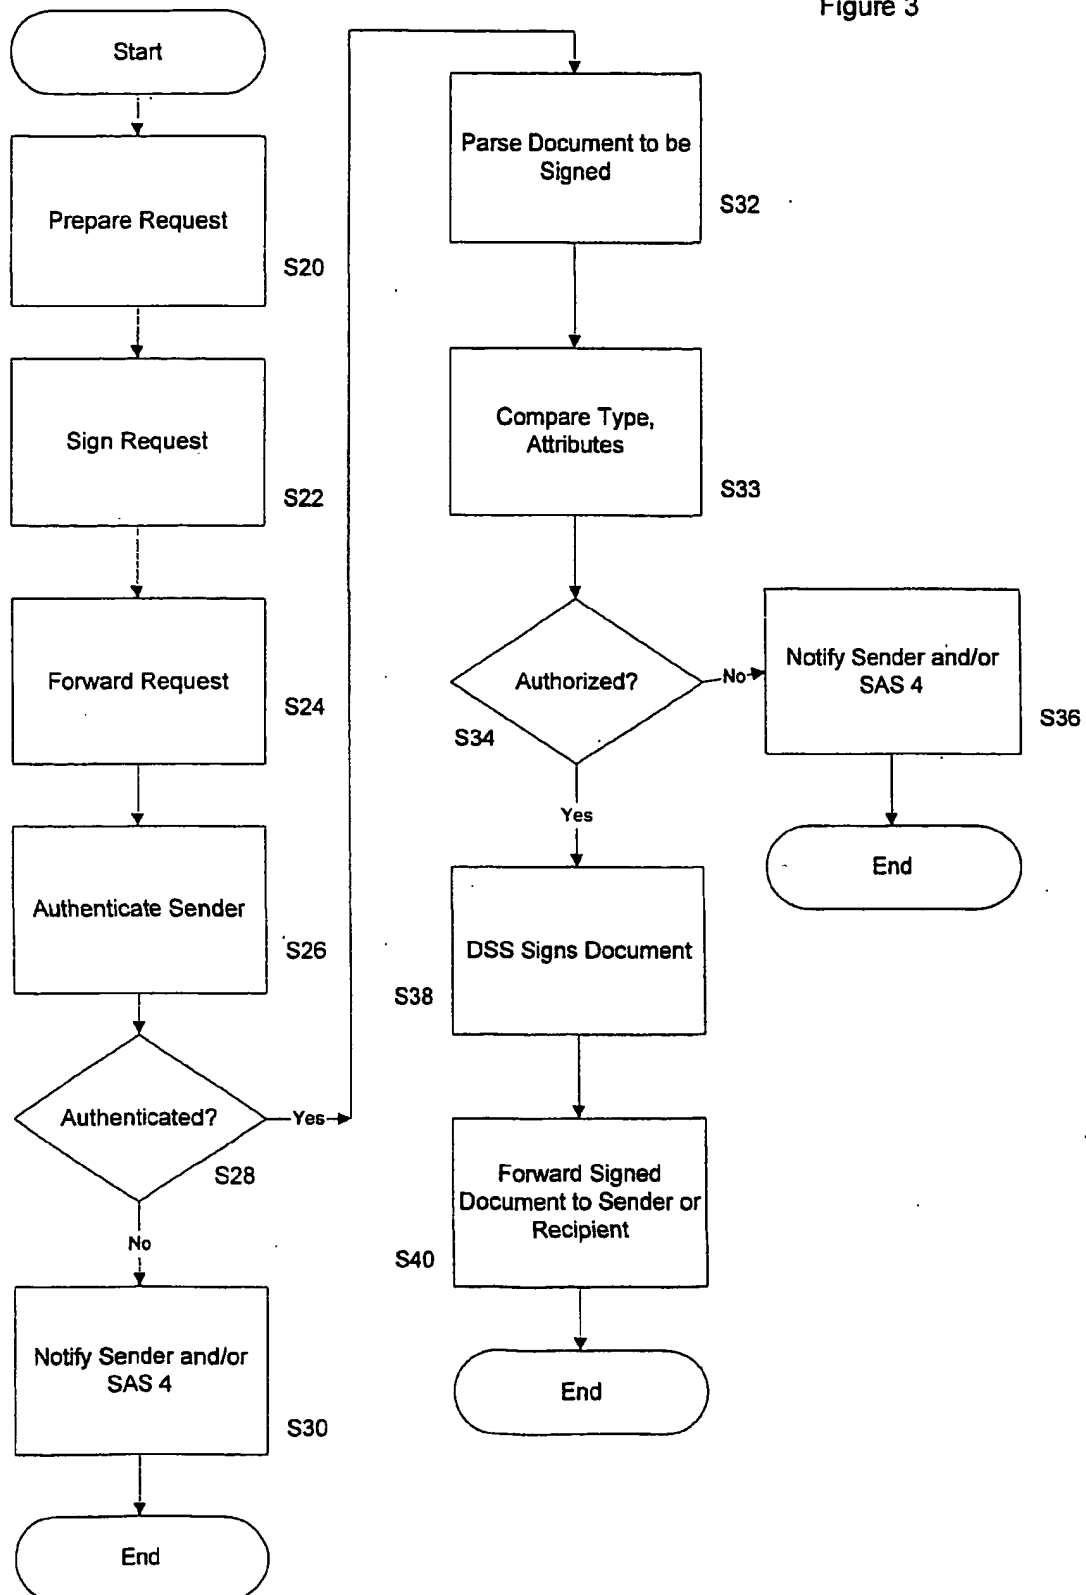 Figure 3
Start
Prepare Request
S20
Sign Request
S22
Forward Request
S24
Authenticate Sender
S26
Authenticated?
Yes
S28
No
Notify Sender and/or
SAS 4
S30
End
Parse Document to be
Signed
S32
Compare Type,
Attributes
S33
Authorized?
No
S34
Notify Sender and/or
SAS 4
S36
End
Yes
DSS Signs Document
S38
Forward Signed
Document to Sender or
Recipient
S40
End